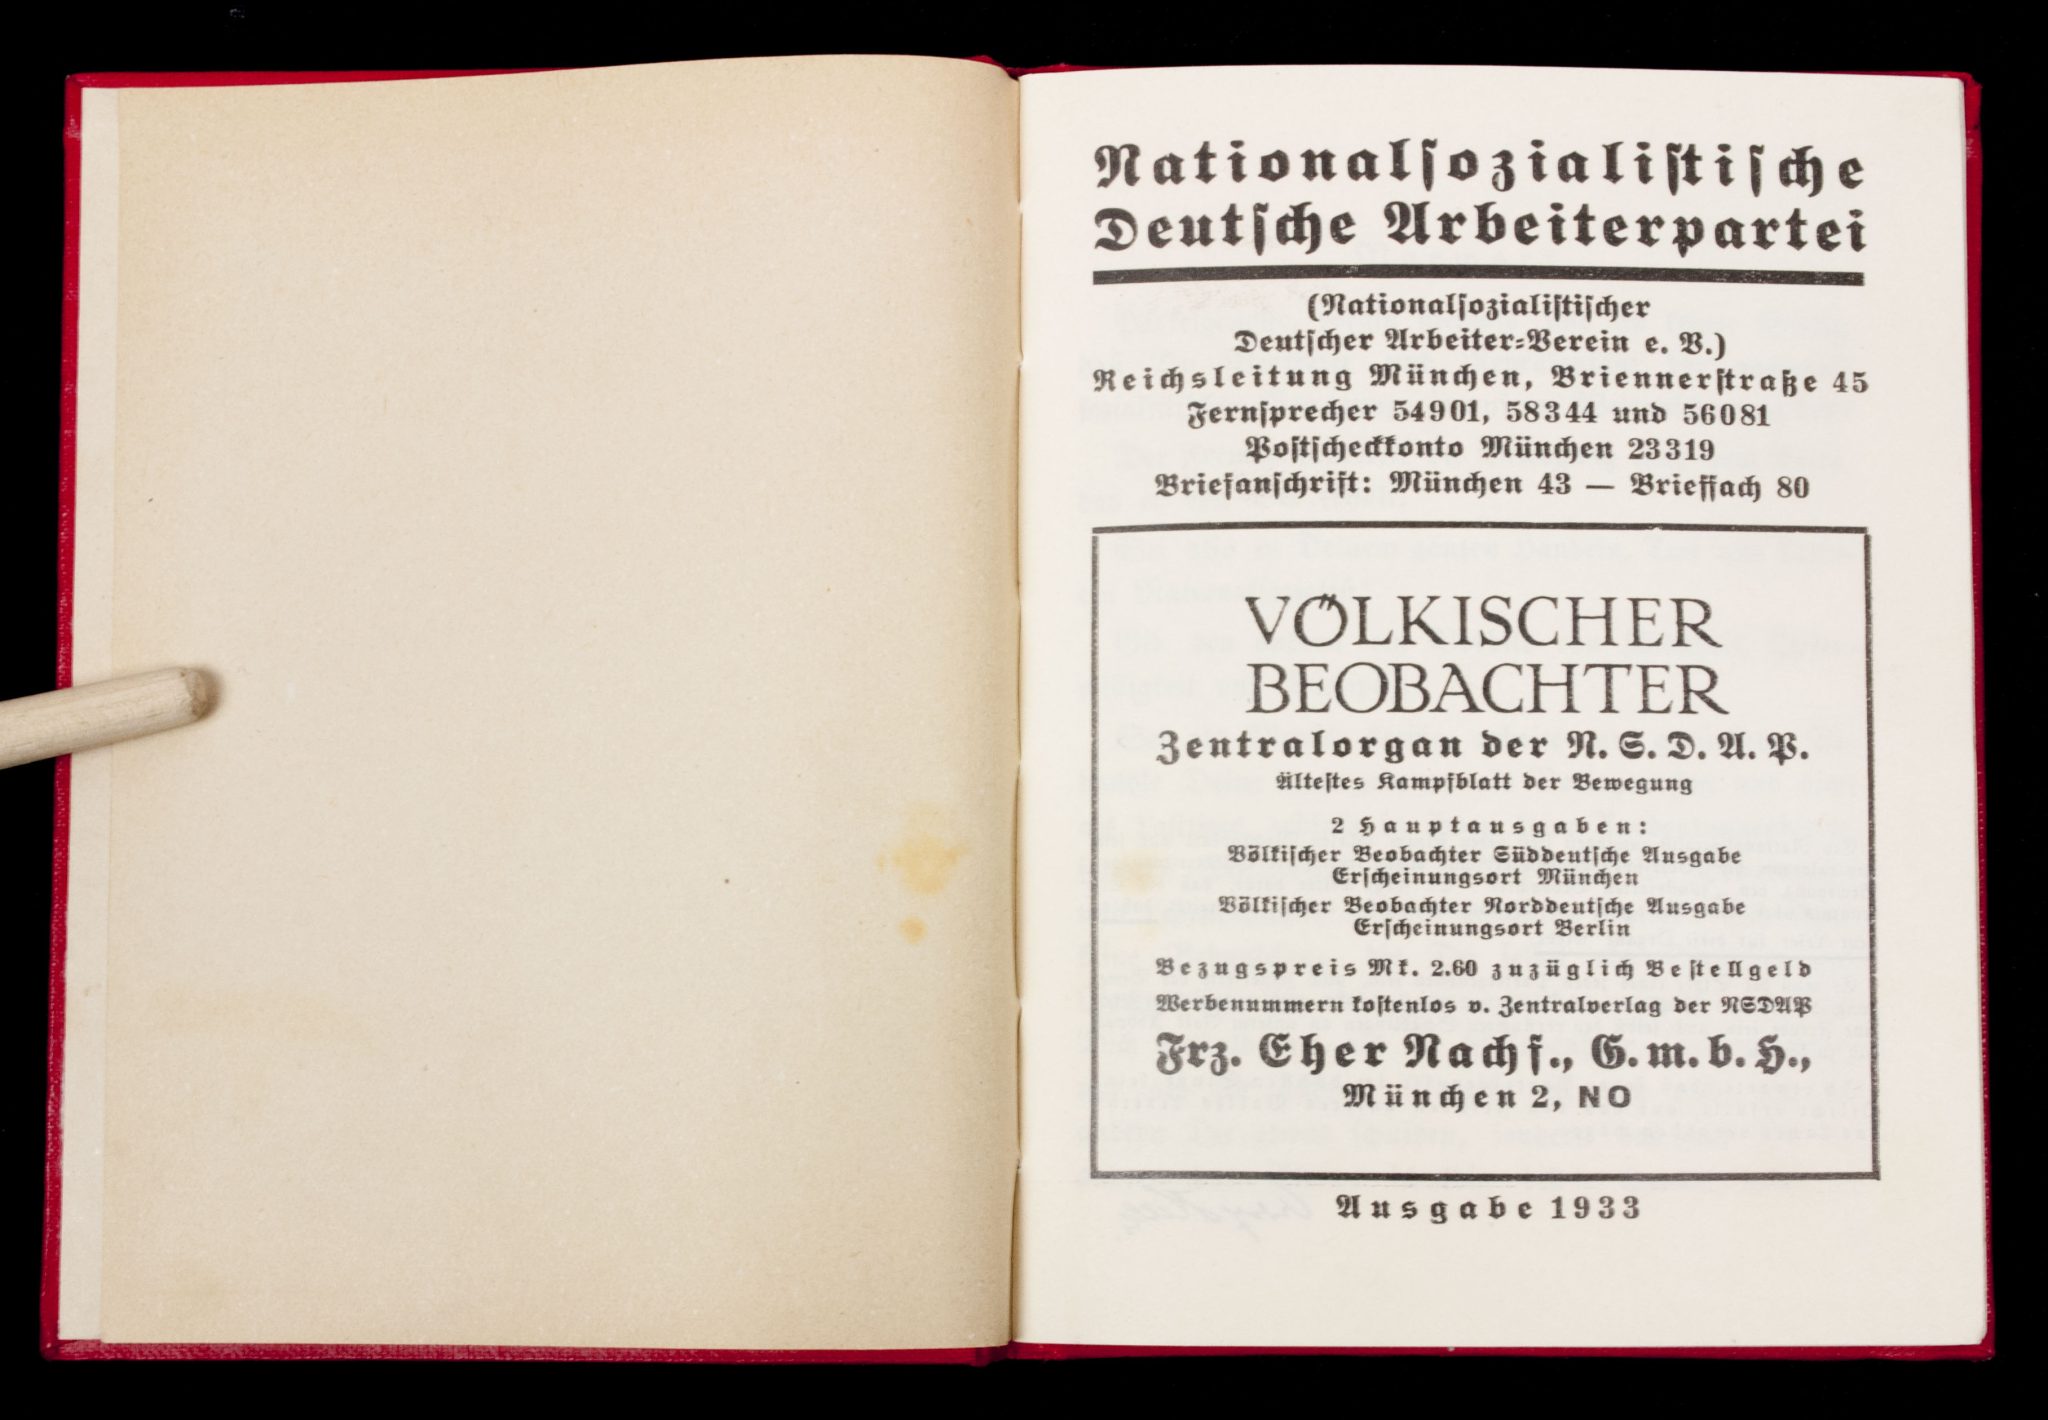 Nationalsozialistische
Deutsche Arbeiterpartei
(Nationalsozialistischer
Deutscher Arbeiter-Verein e. V.)
Reichsleitung München, Briennerstraße 45
Fernsprecher 54901, 58344 und 56081
Postscheckkonto München 23319
Briefanschrift: München 43 — Brieffach 80
VÖLKISCHER
BEOBACHTER
Zentralorgan der N. S. D. A. P.
Ältestes Kampfblatt der Bewegung
2 Hauptausgaben:
Völkischer Beobachter Süddeutsche Ausgabe
Erscheinungsort München
Völkischer Beobachter Norddeutsche Ausgabe
Erscheinungsort Berlin
Bezugspreis Mk. 2.60 zuzüglich Bestellgeld
Werbenummern kostenlos v. Zentralverlag der NSDAP
Frz. Eher Nachf., G.m.b.H.,
München 2, NO
Ausgabe 1933